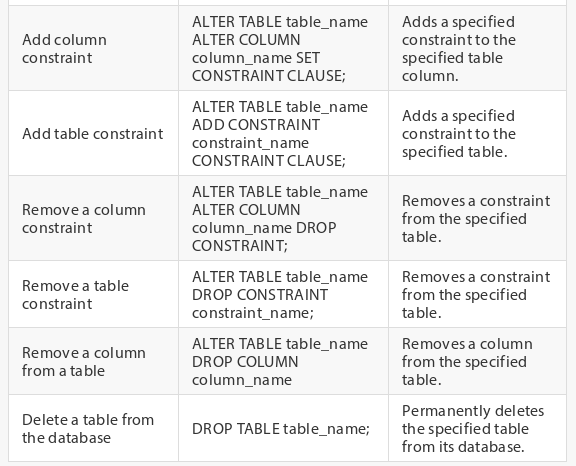 Add column
constraint
ALTER TABLE table_name
ALTER COLUMN
column_name SET
CONSTRAINT CLAUSE;
Adds a specified
constraint to the
specified table
column.
Add table constraint
ALTER TABLE table_name
ADD CONSTRAINT
constraint_name
CONSTRAINT CLAUSE;
Adds a specified
constraint to the
specified table.
Remove a column
constraint
ALTER TABLE table_name
ALTER COLUMN
column_name DROP
CONSTRAINT;
Removes a constraint
from the specified
table.
Remove a table
constraint
ALTER TABLE table_name
DROP CONSTRAINT
constraint_name;
Removes a constraint
from the specified
table.
Remove a column
from a table
ALTER TABLE table_name
DROP COLUMN
column_name
Removes a column
from the specified
table.
Delete a table from
the database
DROP TABLE table_name;
Permanently deletes
the specified table
from its database.